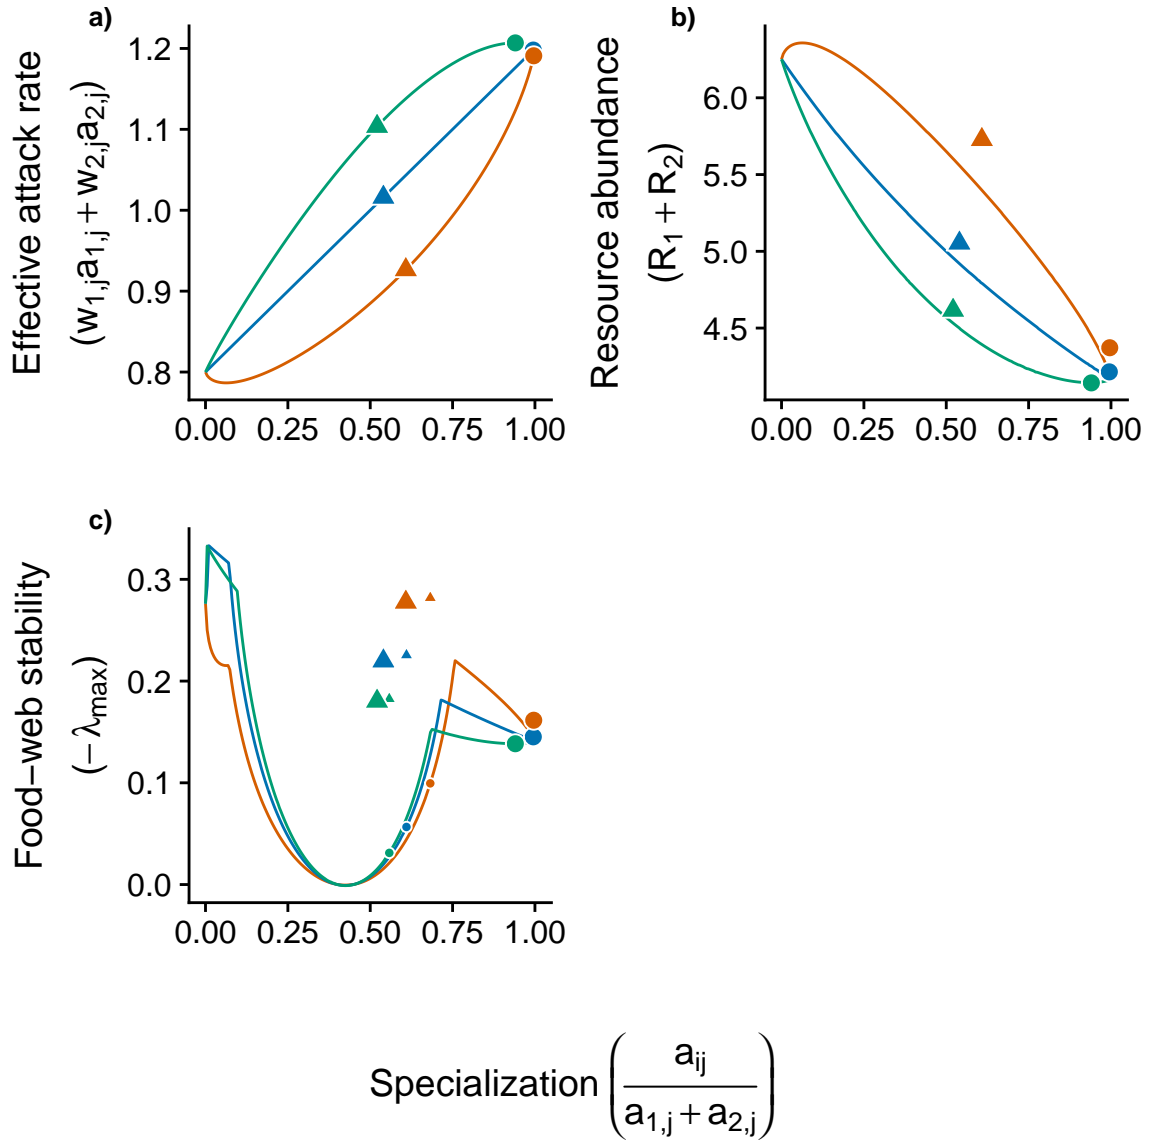 a)
Effective attack rate
(w1,ja1,j + w2,ja2,j)
1.2
1.1
1.0
0.9
0.8
0.00 0.25 0.50 0.75 1.00
b)
Resource abundance
(R1 + R2)
6.0
5.5
5.0
4.5
0.00 0.25 0.50 0.75 1.00
c)
Food−web stability
(− λmax)
0.3
0.2
0.1
0.0
0.00 0.25 0.50 0.75 1.00
Specialization (aij / a1,j + a2,j)